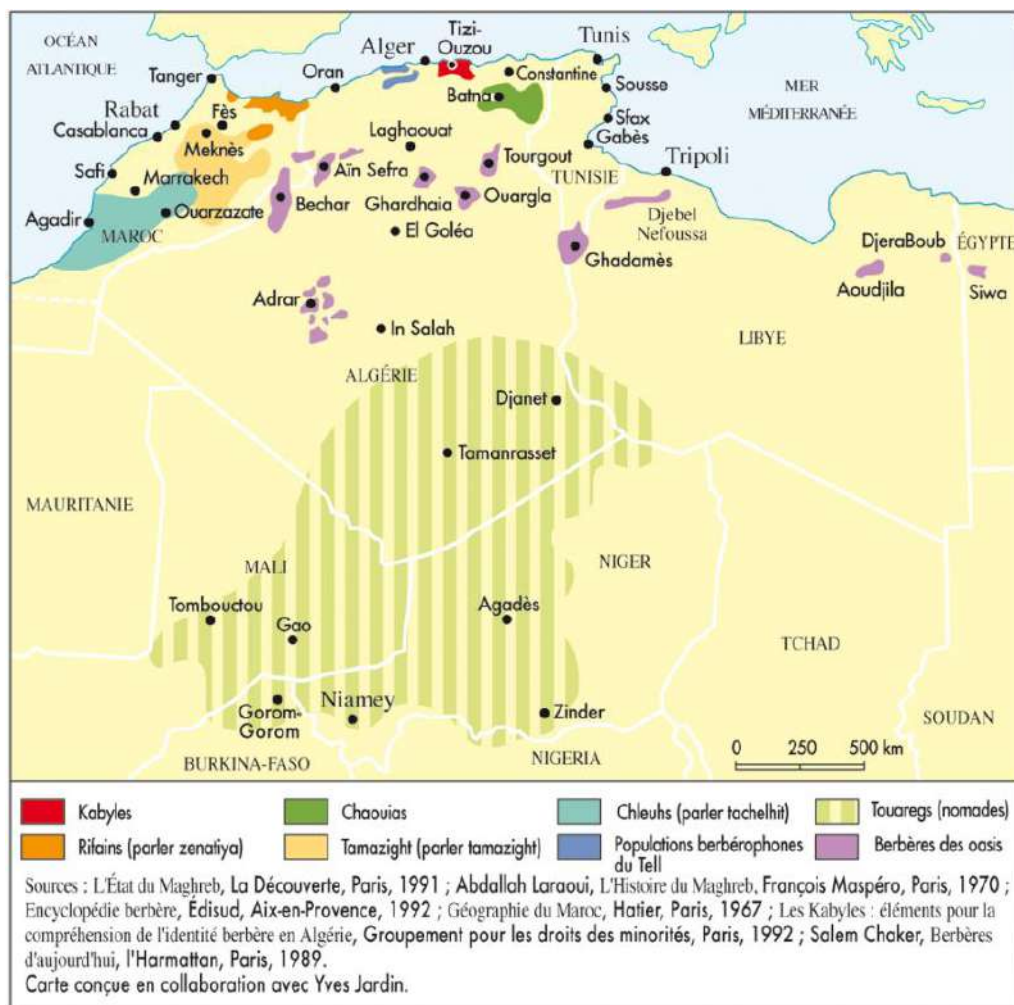 OCÉAN
ATLANTIQUE
Tanger
Rabat
Casablanca
Fès
Meknès
Safi
Marrakech
Agadir
Ouarzazate
MAROC
Oran
Alger
Tizi-
Ouzou
Constantine
Batna
Tunis
Sousse
Sfax
Gabès
MER
MÉDITERRANÉE
Laghaouat
Aïn Sefra
Bechar
Ghardhaia
Tourgout
Ouargla
TUNISIE
Tripoli
El Goléa
Djebel
Nefoussa
Ghadamès
DjeraBoub
ÉGYPTE
Aoudjila
Siwa
Adrar
In Salah
LIBYE
ALGÉRIE
Djanet
Tamanrasset
MAURITANIE
MALI
NIGER
Tombouctou
Gao
Agadès
TCHAD
Gorom-
Gorom
Niamey
Zinder
SOUDAN
BURKINA-FASO
NIGERIA
0 250 500 km
Kabyles
Chaouias
Chleuhs (parler tachelhit)
Touaregs (nomades)
Rifains (parler zenatiya)
Tamazight (parler tamazight)
Populations berbérophones
du Tell
Berbères des oasis
Sources : L'État du Maghreb, La Découverte, Paris, 1991 ; Abdallah Laraoui, L'Histoire du Maghreb, François Maspéro, Paris, 1970 ;
Encyclopédie berbère, Édisud, Aix-en-Provence, 1992 ; Géographie du Maroc, Hatier, Paris, 1967 ; Les Kabyles : éléments pour la
compréhension de l'identité berbère en Algérie, Groupement pour les droits des minorités, Paris, 1992 ; Salem Chaker, Berbères
d'aujourd'hui, l'Harmattan, Paris, 1989.
Carte conçue en collaboration avec Yves Jardin.